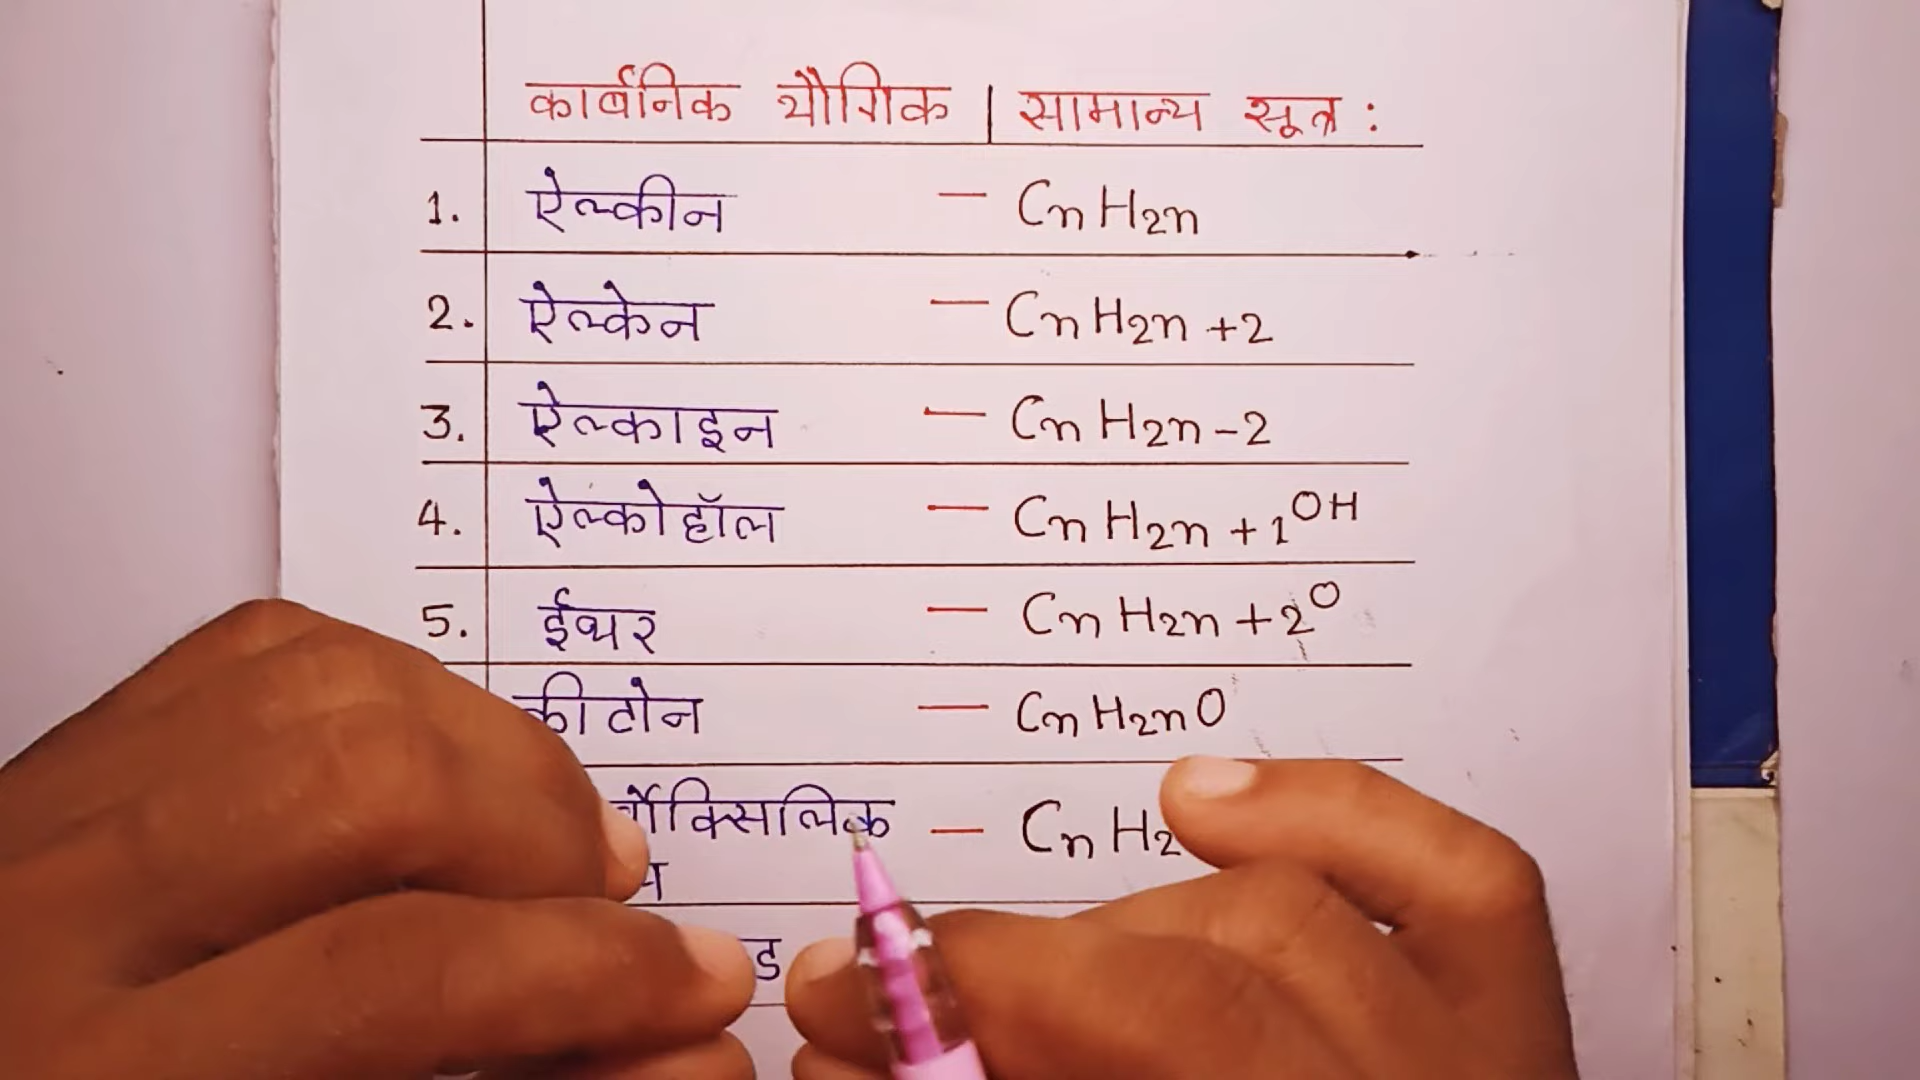 कार्बनिक यौगिक | सामान्य सूत्र :
1. ऐल्कीन — CnH2n
2. ऐल्केन — CnH2n+2
3. ऐल्काइन — CnH2n-2
4. ऐल्कोहॉल — CnH2n+1OH
5. ईथर — CnH2n+2O
कीटोन — CnH2nO
र्बोक्सिलिक — CnH2